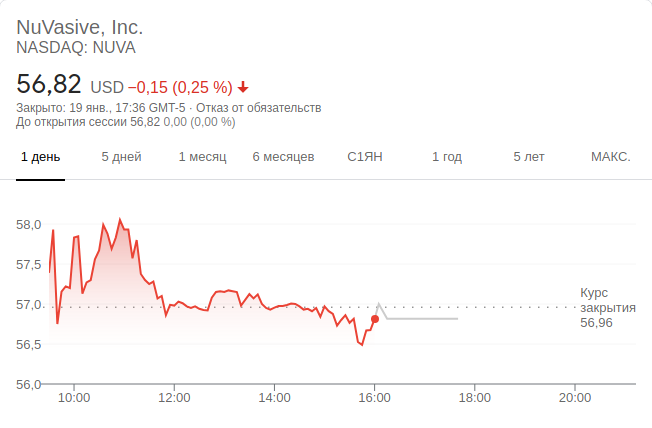 NuVasive, Inc.
NASDAQ: NUVA
56,82 USD −0,15 (0,25 %)
Закрыто: 19 янв., 17:36 GMT-5 · Отказ от обязательств
До открытия сессии 56,82 0,00 (0,00 %)
1 день 5 дней 1 месяц 6 месяцев С1ЯН 1 год 5 лет МАКС.
58,0
57,5
57,0
56,5
56,0
Курс
закрытия
56,96
10:00 12:00 14:00 16:00 18:00 20:00